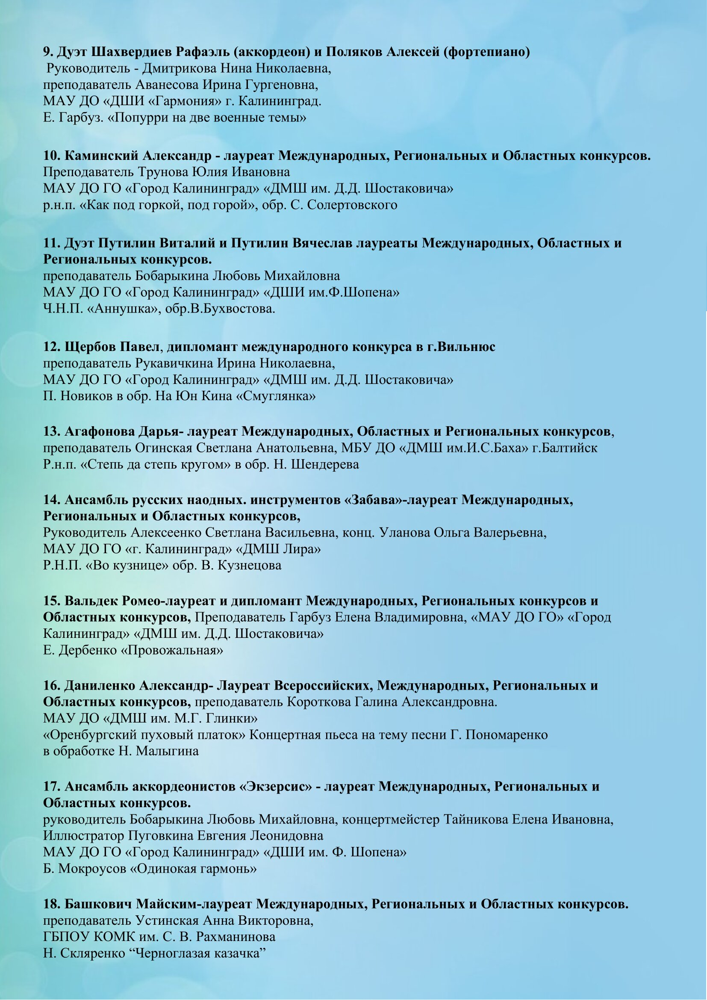 9. Дуэт Шахвердиев Рафаэль (аккордеон) и Поляков Алексей (фортепиано)
Руководитель - Дмитрикова Нина Николаевна,
преподаватель Аванесова Ирина Гургеновна,
МАУ ДО «ДШИ «Гармония» г. Калининград.
Е. Гарбуз. «Попурри на две военные темы»
10. Каминский Александр - лауреат Международных, Региональных и Областных конкурсов.
Преподаватель Трунова Юлия Ивановна
МАУ ДО ГО «Город Калининград» «ДМШ им. Д.Д. Шостаковича»
р.н.п. «Как под горкой, под горой», обр. С. Солертовского
11. Дуэт Путилин Виталий и Путилин Вячеслав лауреаты Международных, Областных и
Региональных конкурсов.
преподаватель Бобарыкина Любовь Михайловна
МАУ ДО ГО «Город Калининград» «ДШИ им.Ф.Шопена»
Ч.Н.П. «Аннушка», обр.В.Бухвостова.
12. Щербов Павел, дипломант международного конкурса в г.Вильнюс
преподаватель Рукавичкина Ирина Николаевна,
МАУ ДО ГО «Город Калининград» «ДМШ им. Д.Д. Шостаковича»
П. Новиков в обр. На Юн Кина «Смуглянка»
13. Агафонова Дарья- лауреат Международных, Областных и Региональных конкурсов,
преподаватель Огинская Светлана Анатольевна, МБУ ДО «ДМШ им.И.С.Баха» г.Балтийск
Р.н.п. «Степь да степь кругом» в обр. Н. Шендерева
14. Ансамбль русских наодных. инструментов «Забава»-лауреат Международных,
Региональных и Областных конкурсов,
Руководитель Алексеенко Светлана Васильевна, конц. Уланова Ольга Валерьевна,
МАУ ДО ГО «г. Калининград» «ДМШ Лира»
Р.Н.П. «Во кузнице» обр. В. Кузнецова
15. Вальдек Ромео-лауреат и дипломант Международных, Региональных конкурсов и
Областных конкурсов, Преподаватель Гарбуз Елена Владимировна, «МАУ ДО ГО» «Город
Калининград» «ДМШ им. Д.Д. Шостаковича»
Е. Дербенко «Провожальная»
16. Даниленко Александр- Лауреат Всероссийских, Международных, Региональных и
Областных конкурсов, преподаватель Короткова Галина Александровна.
МАУ ДО «ДМШ им. М.Г. Глинки»
«Оренбургский пуховый платок» Концертная пьеса на тему песни Г. Пономаренко
в обработке Н. Малыгина
17. Ансамбль аккордеонистов «Экзерсис» - лауреат Международных, Региональных и
Областных конкурсов.
руководитель Бобарыкина Любовь Михайловна, концертмейстер Тайникова Елена Ивановна,
Иллюстратор Пуговкина Евгения Леонидовна
МАУ ДО ГО «Город Калининград» «ДШИ им. Ф. Шопена»
Б. Мокроусов «Одинокая гармонь»
18. Башкович Майским-лауреат Международных, Региональных и Областных конкурсов.
преподаватель Устинская Анна Викторовна,
ГБПОУ КОМК им. С. В. Рахманинова
Н. Скляренко “Черноглазая казачка”